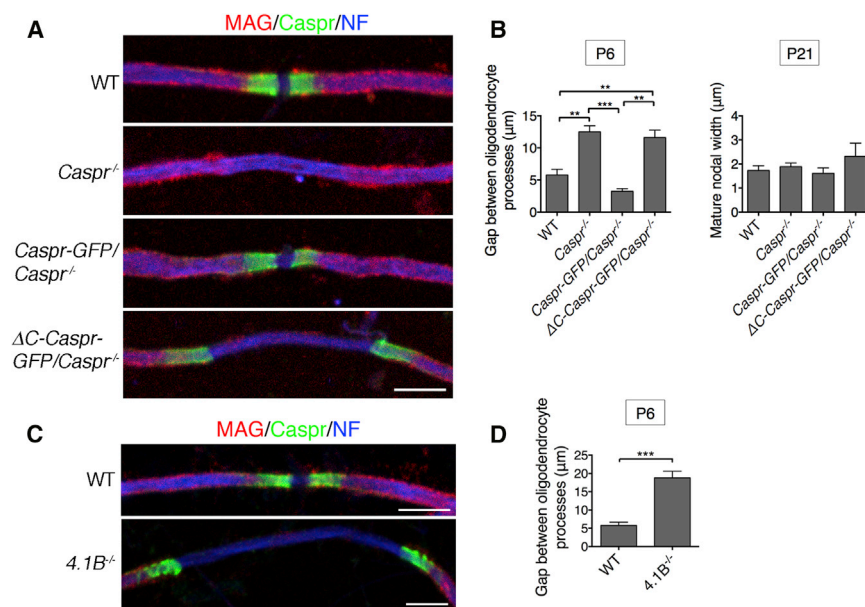 A
MAG/Caspr/NF
WT
Caspr-/-
Caspr-GFP/
Caspr-/-
ΔC-Caspr-
GFP/Caspr-/-
B
P6
Gap between oligodendrocyte
processes (µm)
15
10
5
0
**
**
***
**
WT
Caspr-/-
Caspr-GFP/Caspr-/-
ΔC-Caspr-GFP/Caspr-/-
P21
Mature nodal width (µm)
4
3
2
1
0
WT
Caspr-/-
Caspr-GFP/Caspr-/-
ΔC-Caspr-GFP/Caspr-/-
C
MAG/Caspr/NF
WT
4.1B-/-
D
P6
Gap between oligodendrocyte
processes (µm)
25
20
15
10
5
0
***
WT
4.1B-/-